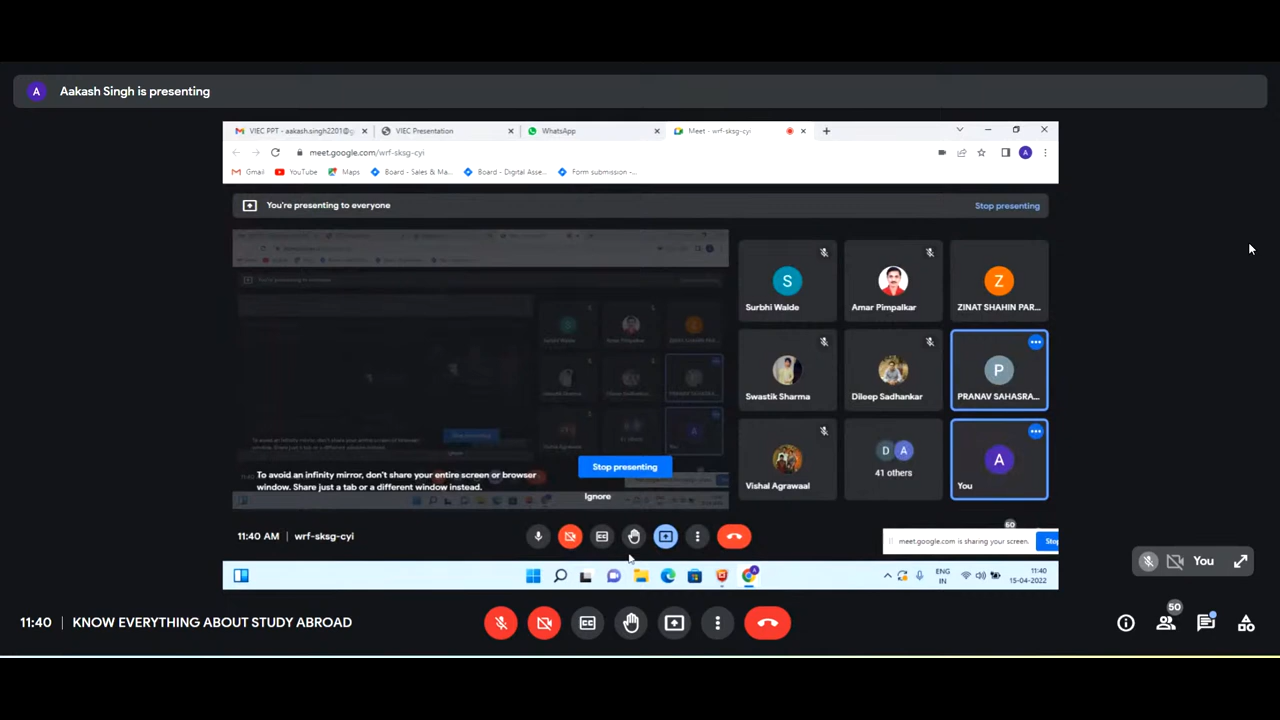 A Aakash Singh is presenting
VIEC PPT - aakash.singh2201@g
VIEC Presentation
WhatsApp
Meet - wrf-sksg-cyi
meet.google.com/wrf-sksg-cyi
A
Gmail
YouTube
Maps
Board - Sales & Ma...
Board - Digital Asse...
Form submission -...
You're presenting to everyone
Stop presenting
S
Surbhi Walde
Amar Pimpalkar
Z
ZINAT SHAHIN PAR...
Swastik Sharma
Dileep Sadhankar
P
PRANAV SAHASRA...
Vishal Agrawaal
D A
41 others
A
You
To avoid an infinity mirror, don't share your entire screen or browser
window. Share just a tab or a different window instead.
Stop presenting
Ignore
11:40 AM wrf-sksg-cyi
50
meet.google.com is sharing your screen.
Stop
ENG
IN
11:40
15-04-2022
You
11:40 | KNOW EVERYTHING ABOUT STUDY ABROAD
50